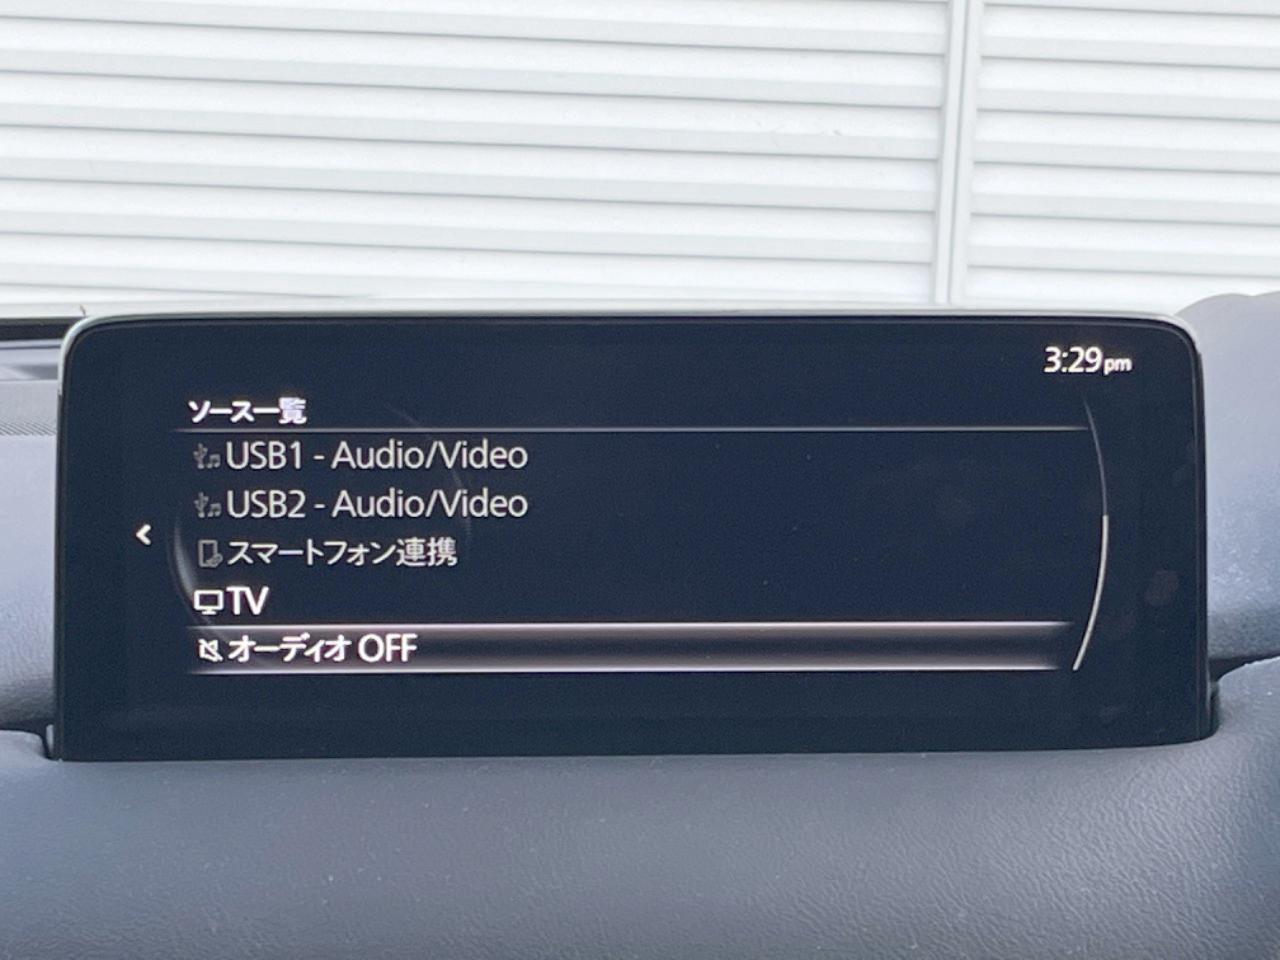 3:29pm
ソース一覧
USB1 - Audio/Video
USB2 - Audio/Video
スマートフォン連携
TV
オーディオ OFF